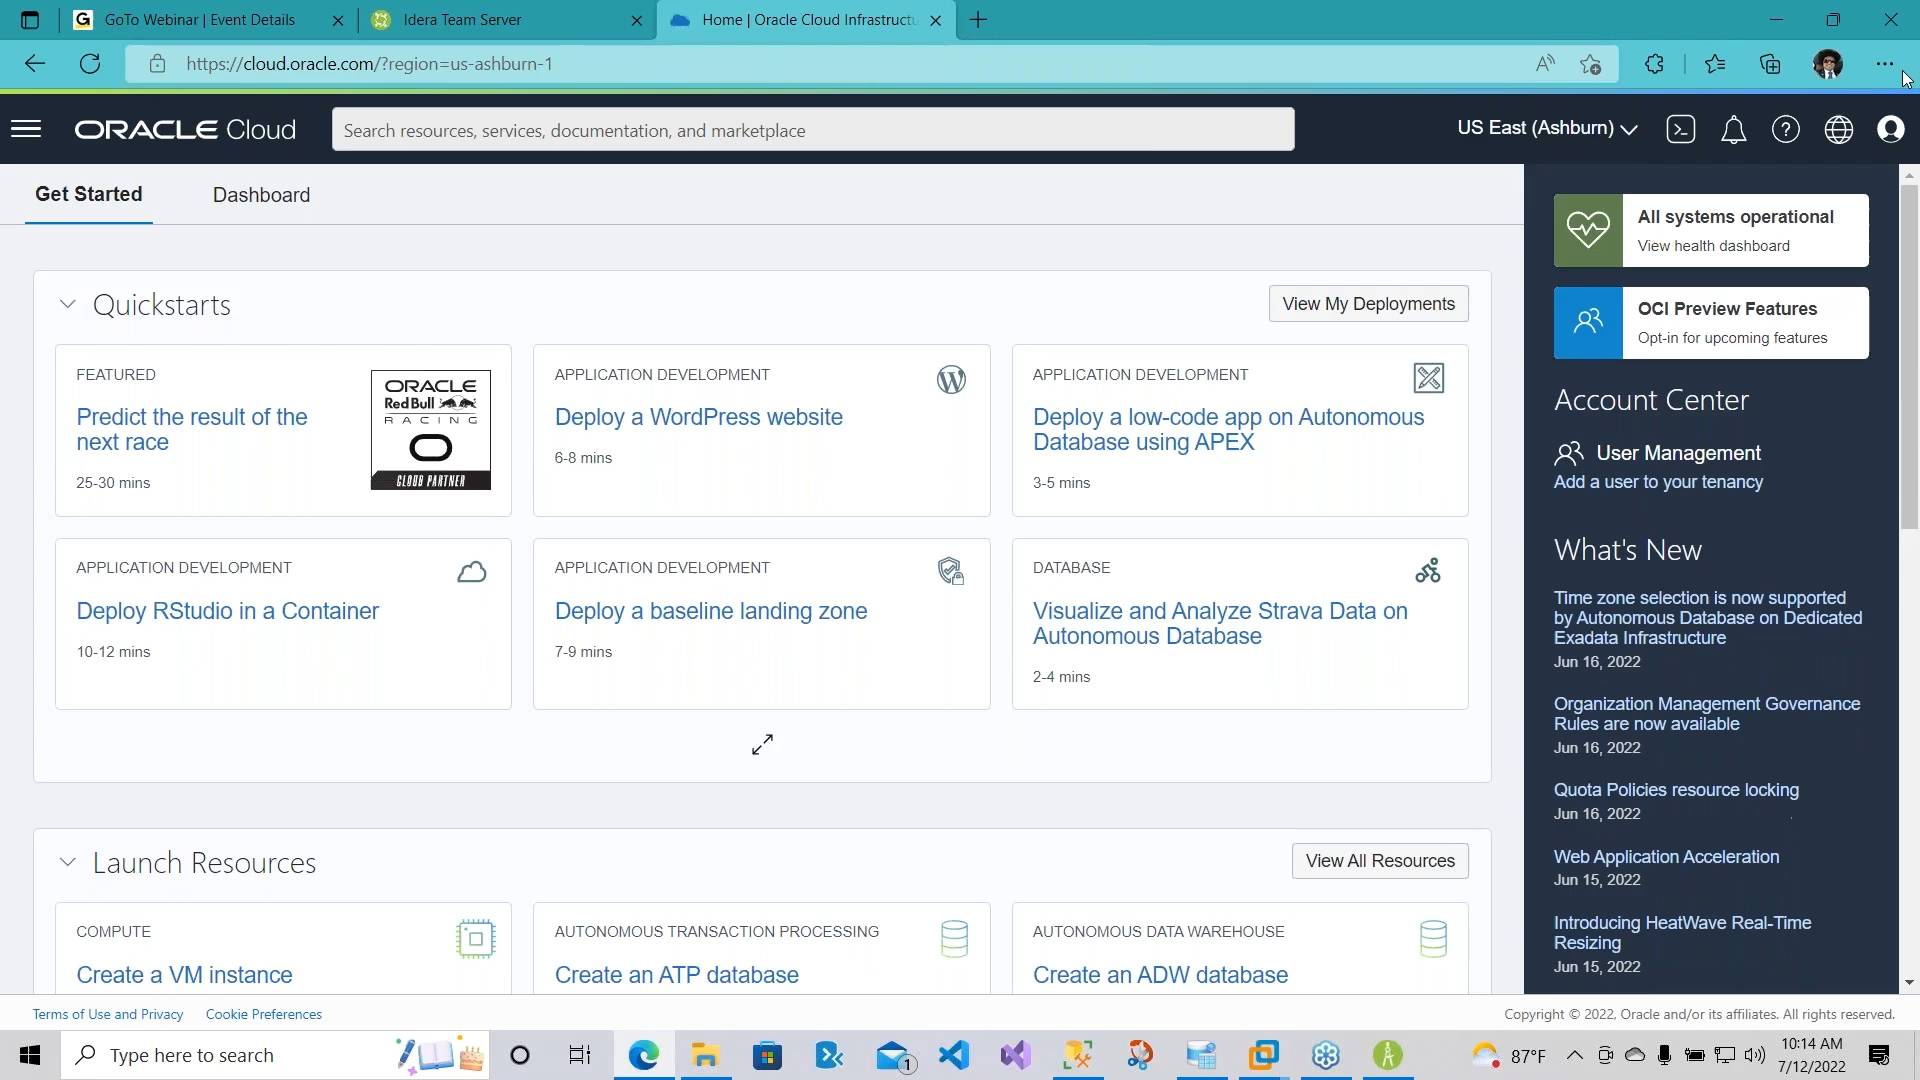 GoTo Webinar | Event Details
Idera Team Server
Home | Oracle Cloud Infrastructu
https://cloud.oracle.com/?region=us-ashburn-1
ORACLE Cloud
Search resources, services, documentation, and marketplace
US East (Ashburn)
Get Started
Dashboard
Quickstarts
View My Deployments
FEATURED
Predict the result of the
next race
25-30 mins
ORACLE
Red Bull
RACING
CLOUD PARTNER
APPLICATION DEVELOPMENT
Deploy a WordPress website
6-8 mins
APPLICATION DEVELOPMENT
Deploy a low-code app on Autonomous
Database using APEX
3-5 mins
APPLICATION DEVELOPMENT
Deploy RStudio in a Container
10-12 mins
APPLICATION DEVELOPMENT
Deploy a baseline landing zone
7-9 mins
DATABASE
Visualize and Analyze Strava Data on
Autonomous Database
2-4 mins
Launch Resources
View All Resources
COMPUTE
Create a VM instance
AUTONOMOUS TRANSACTION PROCESSING
Create an ATP database
AUTONOMOUS DATA WAREHOUSE
Create an ADW database
All systems operational
View health dashboard
OCI Preview Features
Opt-in for upcoming features
Account Center
User Management
Add a user to your tenancy
What's New
Time zone selection is now supported
by Autonomous Database on Dedicated
Exadata Infrastructure
Jun 16, 2022
Organization Management Governance
Rules are now available
Jun 16, 2022
Quota Policies resource locking
Jun 16, 2022
Web Application Acceleration
Jun 15, 2022
Introducing HeatWave Real-Time
Resizing
Jun 15, 2022
Terms of Use and Privacy
Cookie Preferences
Copyright © 2022, Oracle and/or its affiliates. All rights reserved.
Type here to search
1
87°F
10:14 AM
7/12/2022